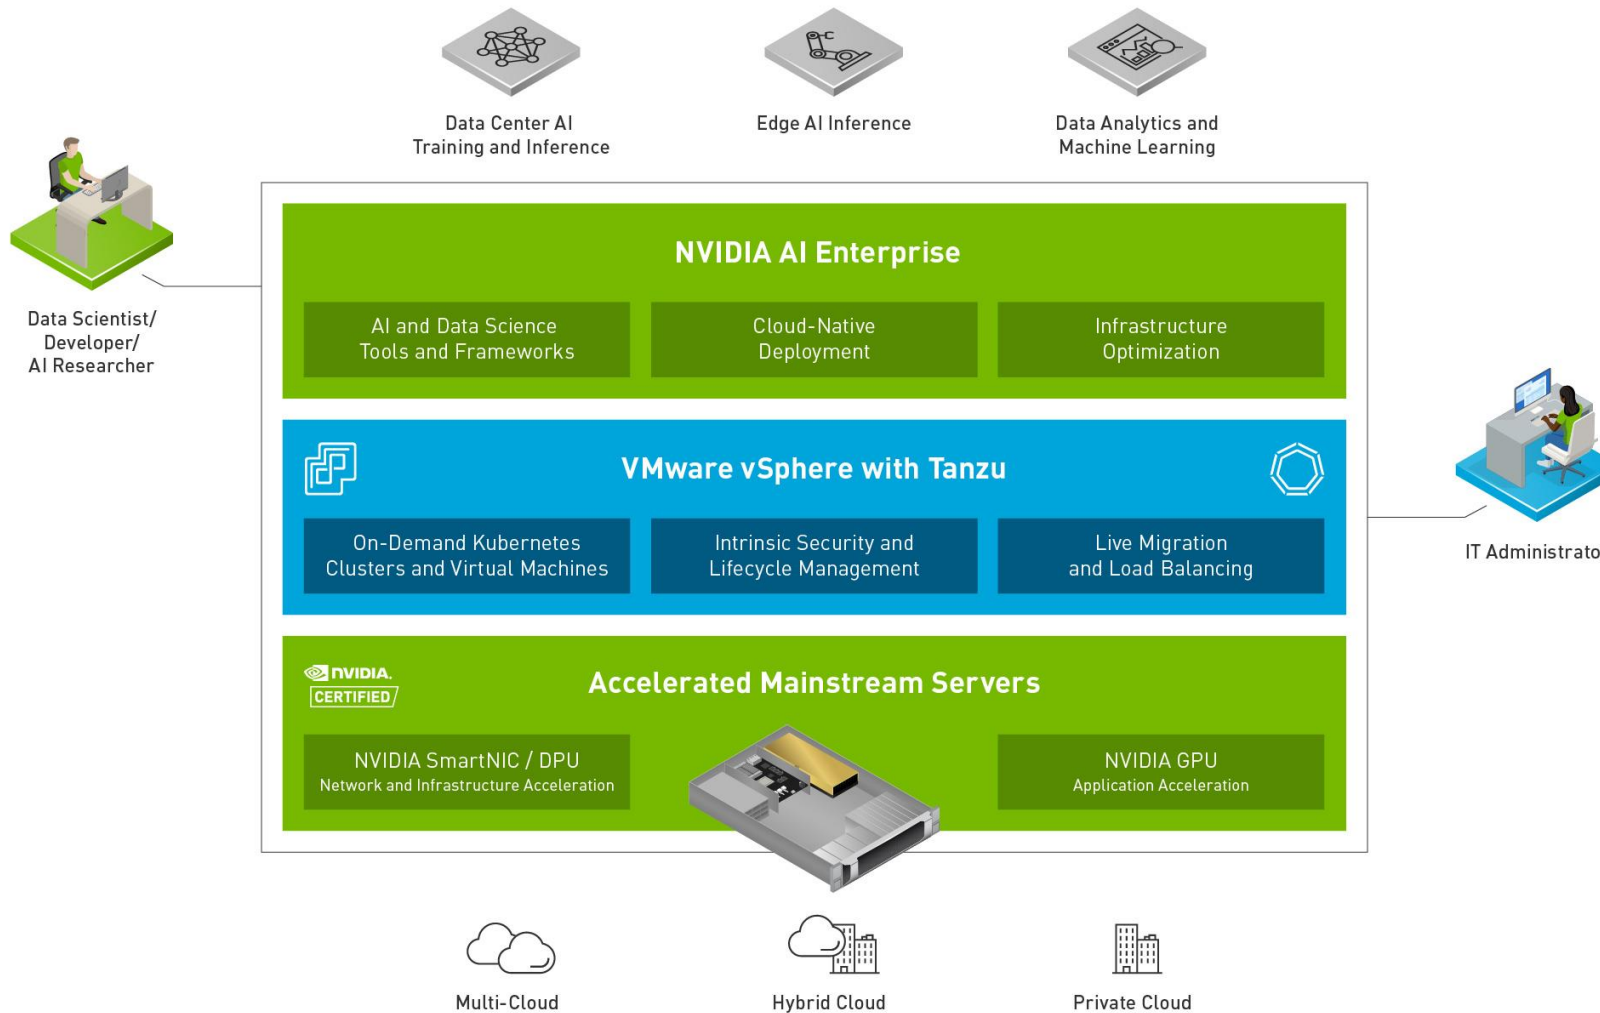 Data Center AI
Training and Inference
Edge AI Inference
Data Analytics and
Machine Learning
Data Scientist/
Developer/
AI Researcher
NVIDIA AI Enterprise
AI and Data Science
Tools and Frameworks
Cloud-Native
Deployment
Infrastructure
Optimization
VMware vSphere with Tanzu
On-Demand Kubernetes
Clusters and Virtual Machines
Intrinsic Security and
Lifecycle Management
Live Migration
and Load Balancing
IT Administrato
NVIDIA.
CERTIFIED
Accelerated Mainstream Servers
NVIDIA SmartNIC / DPU
Network and Infrastructure Acceleration
NVIDIA GPU
Application Acceleration
Multi-Cloud
Hybrid Cloud
Private Cloud